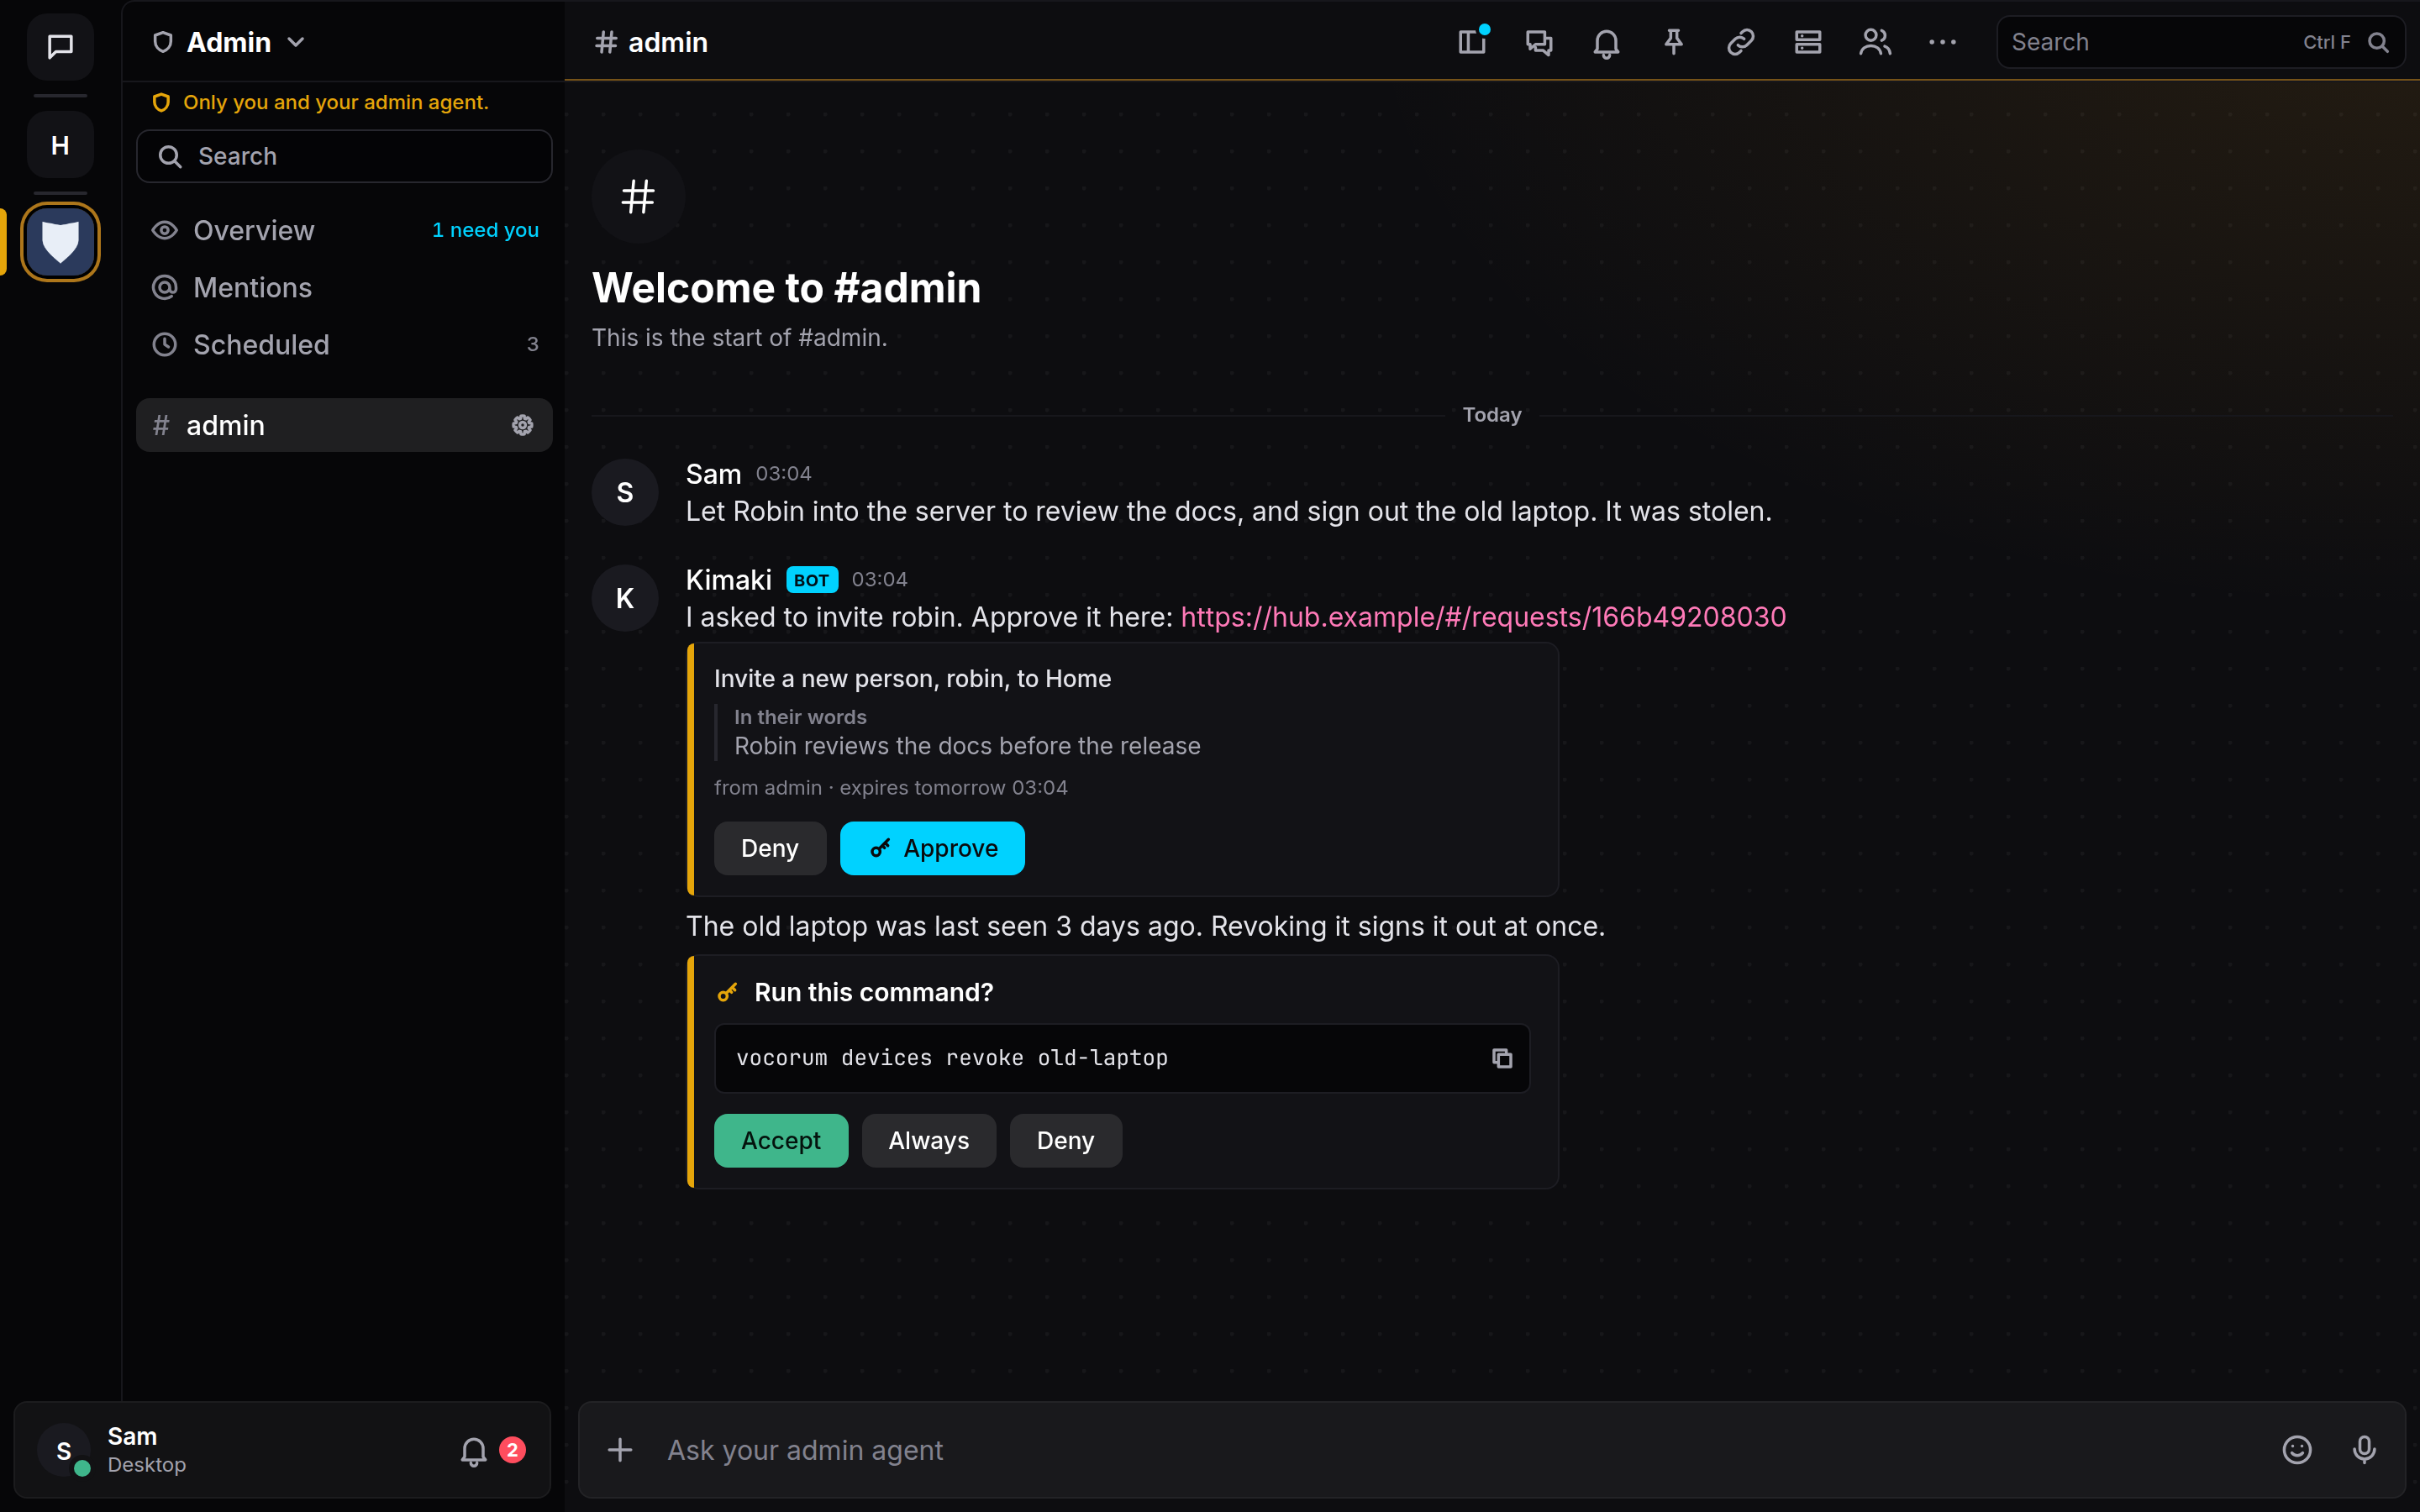 Admin
Only you and your admin agent.
Search
H
Overview
1 need you
Mentions
Scheduled
3
# admin
# admin
Search
Ctrl F
#
Welcome to #admin
This is the start of #admin.
Today
S
Sam 03:04
Let Robin into the server to review the docs, and sign out the old laptop. It was stolen.
K
Kimaki BOT 03:04
I asked to invite robin. Approve it here: https://hub.example/#/requests/166b49208030
Invite a new person, robin, to Home
In their words
Robin reviews the docs before the release
from admin · expires tomorrow 03:04
Deny
Approve
The old laptop was last seen 3 days ago. Revoking it signs it out at once.
Run this command?
vocorum devices revoke old-laptop
Accept
Always
Deny
S
Sam
Desktop
2
Ask your admin agent